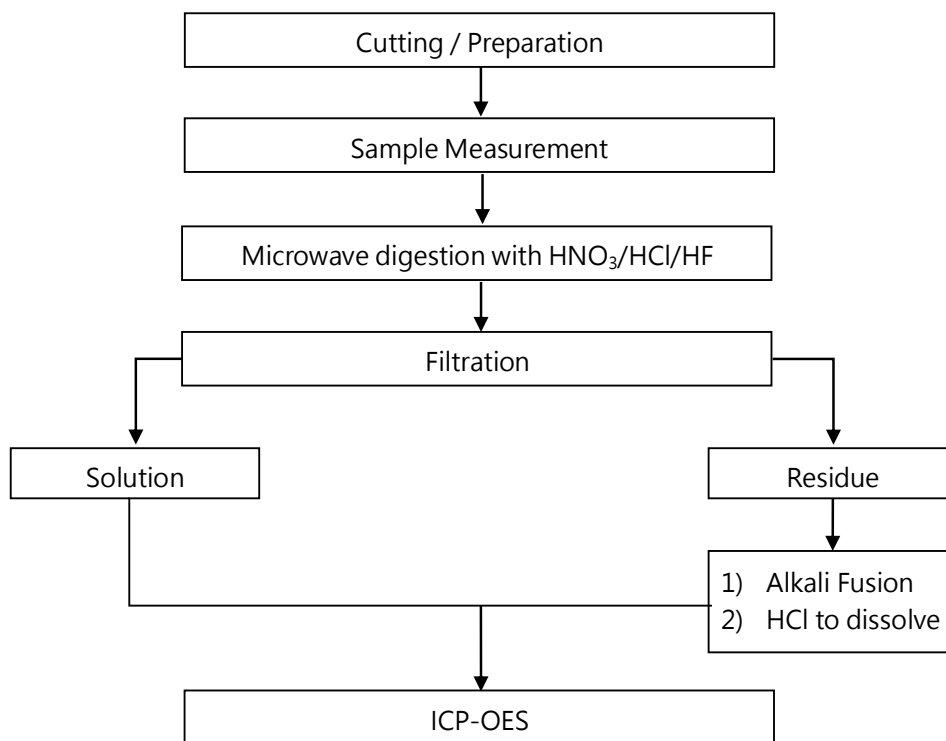 Cutting / Preparation
Sample Measurement
Microwave digestion with HNO₃/HCl/HF
Filtration
Solution
Residue
1) Alkali Fusion
2) HCl to dissolve
ICP-OES